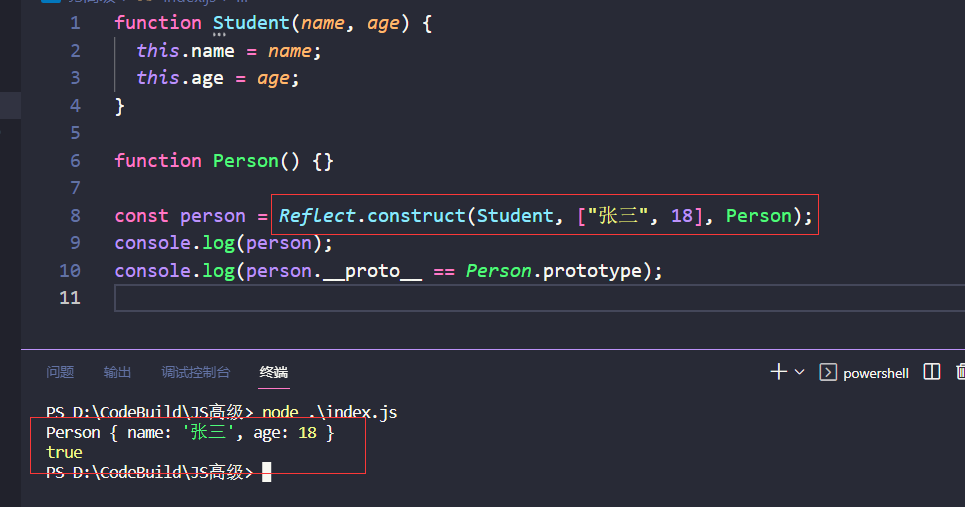 1 function Student(name, age) {
2 this.name = name;
3 this.age = age;
4 }
5
6 function Person() {}
7
8 const person = Reflect.construct(Student, ["张三", 18], Person);
9 console.log(person);
10 console.log(person.__proto__ == Person.prototype);
11
问题 输出 调试控制台 终端 powershell
PS D:\CodeBuild\JS高级> node .\index.js
Person { name: '张三', age: 18 }
true
PS D:\CodeBuild\JS高级>